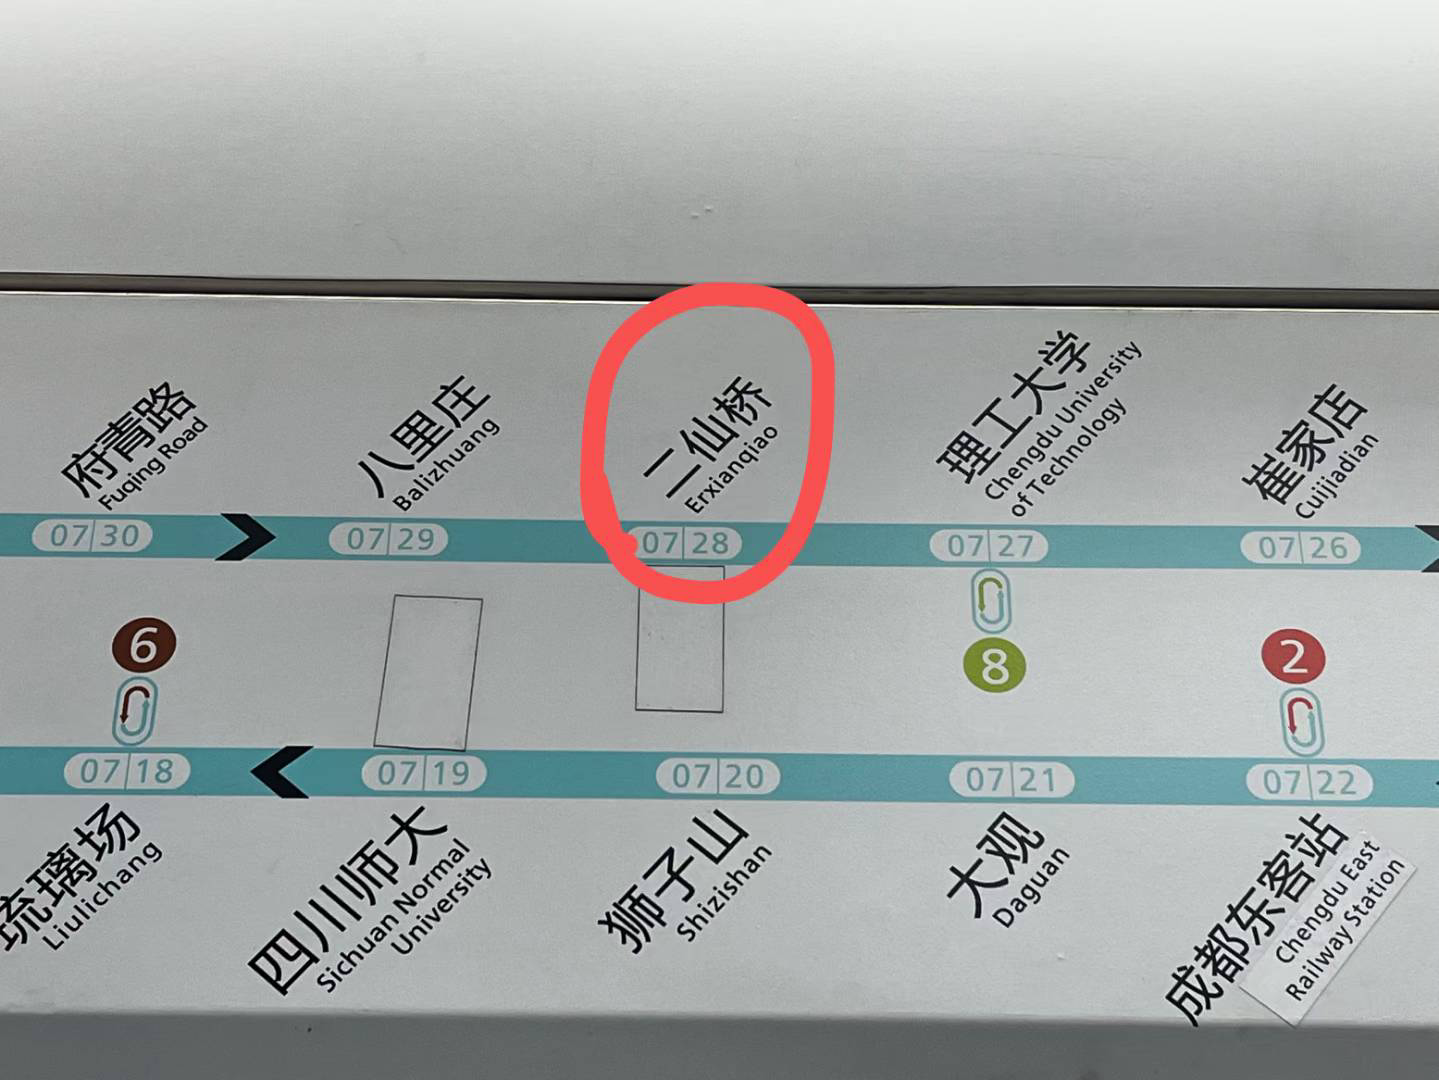 府青路
Fuqing Road
八里庄
Balizhuang
二仙桥
Erxianqiao
理工大学
Chengdu University
of Technology
崔家店
Cuijiadian
07|30
07|29
07|28
07|27
07|26
6
8
2
07|18
07|19
07|20
07|21
07|22
琉璃场
Liulichang
四川师大
Sichuan Normal
University
狮子山
Shizishan
大观
Daguan
成都东客站
Chengdu East
Railway Station